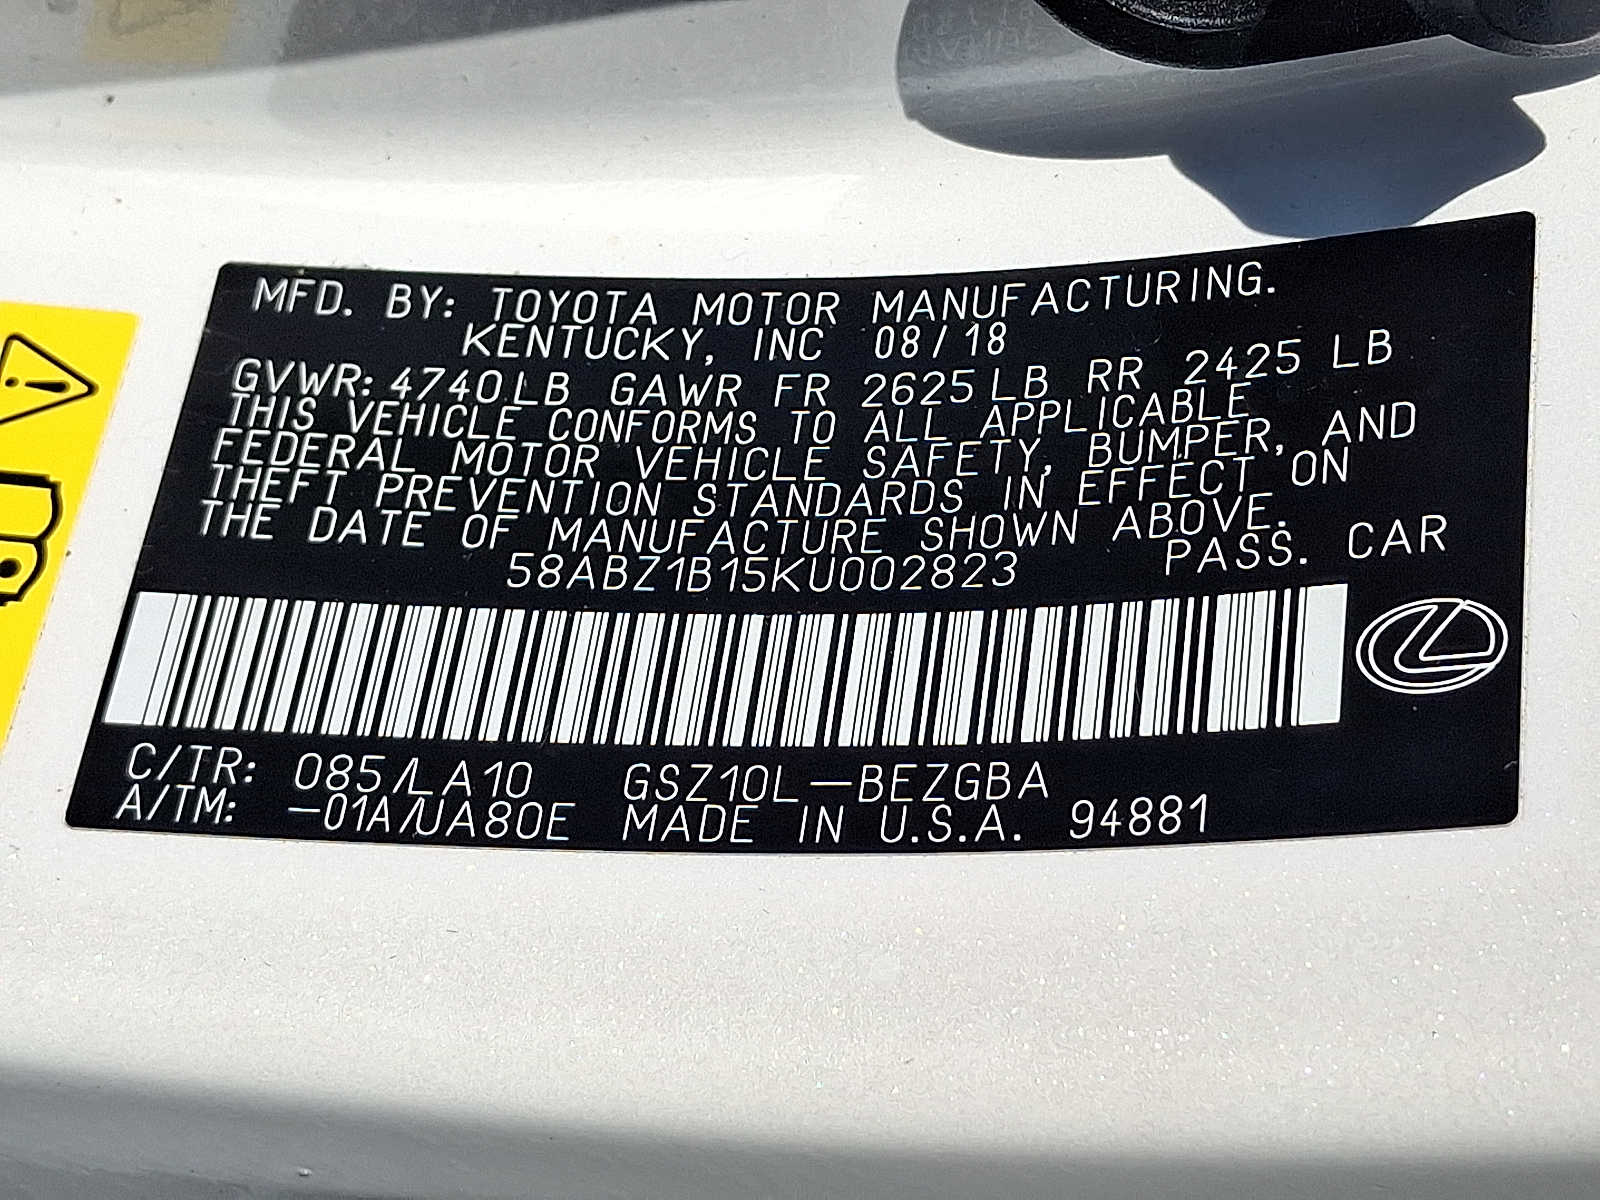 MFD. BY: TOYOTA MOTOR MANUFACTURING.
KENTUCKY, INC 08/18
GVWR: 4740LB GAWR FR 2625LB RR 2425 LB
THIS VEHICLE CONFORMS TO ALL APPLICABLE
FEDERAL MOTOR VEHICLE SAFETY, BUMPER, AND
THEFT PREVENTION STANDARDS IN EFFECT ON
THE DATE OF MANUFACTURE SHOWN ABOVE.
58ABZ1B15KU002823 PASS. CAR
C/TR: 085/LA10 GSZ10L-BEZGBA
A/TM: -01A/UA80E MADE IN U.S.A. 94881